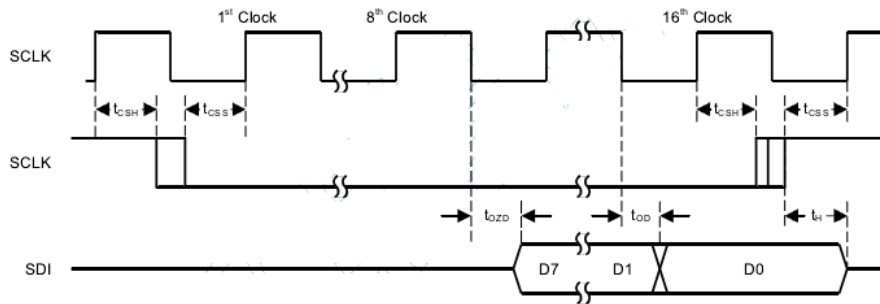 1st Clock 8th Clock 16th Clock
SCLK
tCSH tCSS tCSH tCSS
SCLK
tOZD tOD tH
SDI D7 D1 D0